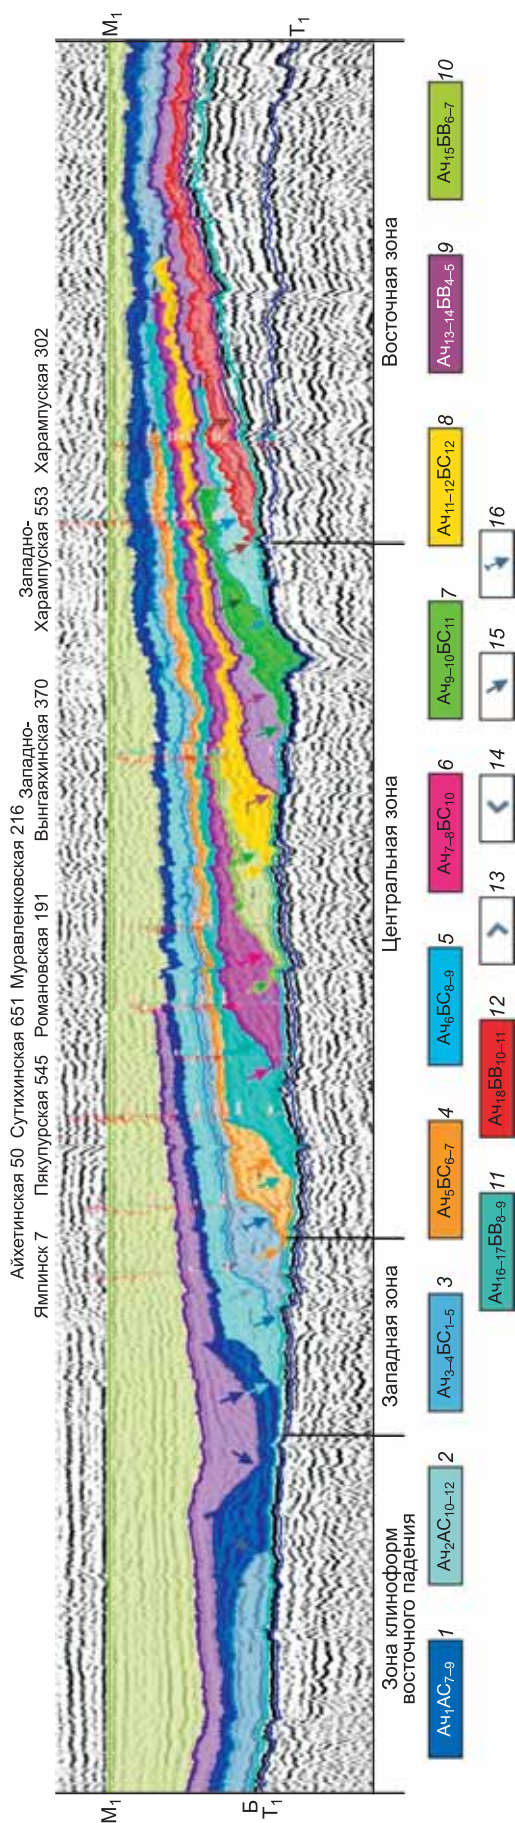 Айхетинская 50 Сутихинская 651 Муравленковская 216
Западно-
Западно-
Ямпинск 7 Пякупурская 545 Романовская 191 Вынгаяхинская 370 Харампуская 553 Харампуская 302
М₁
М₁
Б
Т₁
Т₁
Зона клиноформ
восточного падения
Западная зона
Центральная зона
Восточная зона
Ач₁АС₇₋₉ 1
Ач₂АС₁₀₋₁₂ 2
Ач₃₋₄БС₁₋₅ 3
Ач₅БС₆₋₇ 4
Ач₆БС₈₋₉ 5
Ач₇₋₈БС₁₀ 6
Ач₉₋₁₀БС₁₁ 7
Ач₁₁₋₁₂БС₁₂ 8
Ач₁₃₋₁₄БВ₄₋₅ 9
Ач₁₅БВ₆₋₇ 10
Ач₁₆₋₁₇БВ₈₋₉ 11
Ач₁₈БВ₁₀₋₁₁ 12
13
14
15
16